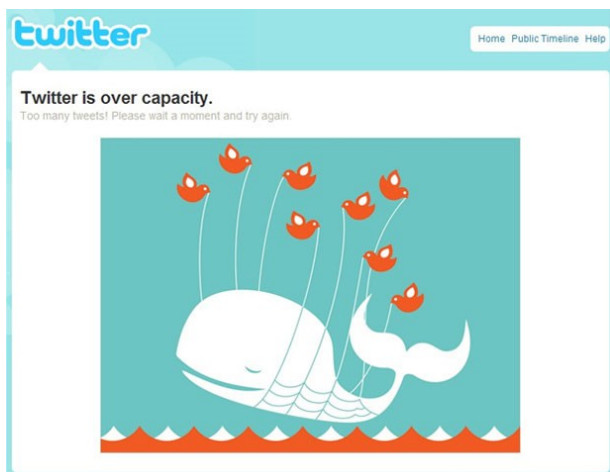 twitter
Home Public Timeline Help
Twitter is over capacity.
Too many tweets! Please wait a moment and try again.